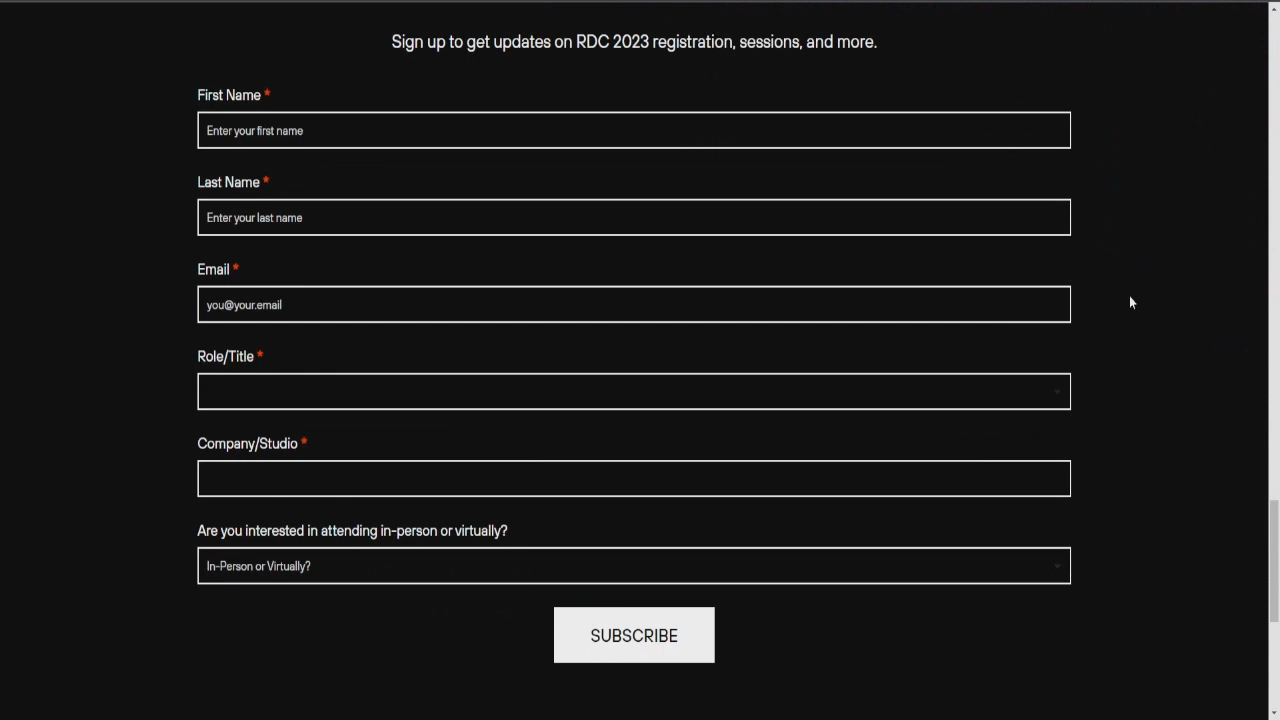 Sign up to get updates on RDC 2023 registration, sessions, and more.
First Name *
Enter your first name
Last Name *
Enter your last name
Email *
you@your.email
Role/Title *
Company/Studio *
Are you interested in attending in-person or virtually?
In-Person or Virtually?
SUBSCRIBE